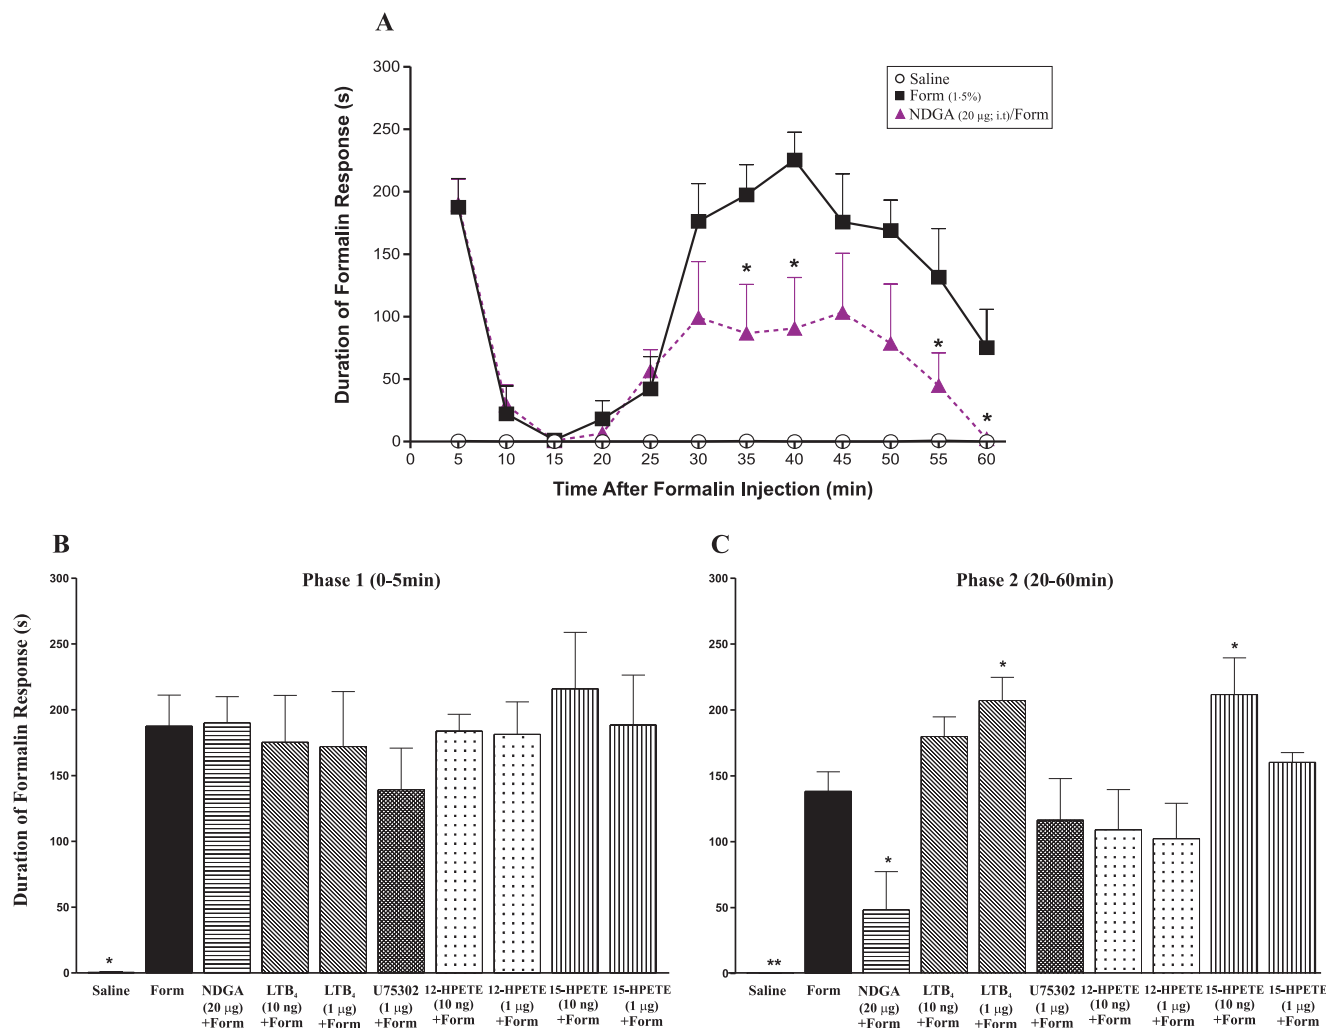 A
300
250
200
150
100
50
0
Duration of Formalin Response (s)
Saline
Form (1·5%)
NDGA (20 µg; i.t)/Form
* *
*
*
0 5 10 15 20 25 30 35 40 45 50 55 60
Time After Formalin Injection (min)
B
Phase 1 (0-5min)
300
250
200
150
100
50
0
Duration of Formalin Response (s)
*
Saline Form NDGA LTB₄ LTB₄ U75302 12-HPETE 12-HPETE 15-HPETE 15-HPETE
(20 µg) (10 ng) (1 µg) (1 µg) (10 ng) (1 µg) (10 ng) (1 µg)
+Form +Form +Form +Form +Form +Form +Form +Form
C
Phase 2 (20-60min)
300
250
200
150
100
50
0
* *
*
**
Saline Form NDGA LTB₄ LTB₄ U75302 12-HPETE 12-HPETE 15-HPETE 15-HPETE
(20 µg) (10 ng) (1 µg) (1 µg) (10 ng) (1 µg) (10 ng) (1 µg)
+Form +Form +Form +Form +Form +Form +Form +Form